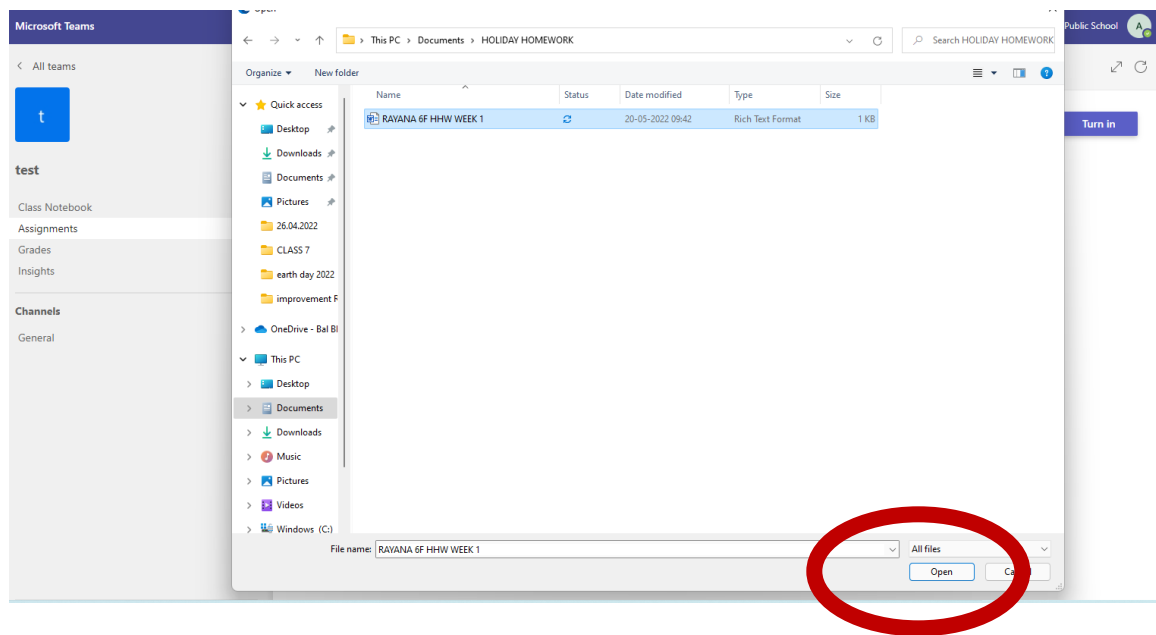 Microsoft Teams
Public School
A
This PC > Documents > HOLIDAY HOMEWORK
Search HOLIDAY HOMEWORK
< All teams
Organize
New folder
t
test
Class Notebook
Assignments
Grades
Insights
Channels
General
Quick access
Desktop
Downloads
Documents
Pictures
26.04.2022
CLASS 7
earth day 2022
improvement R
OneDrive - Bal Bl
This PC
Desktop
Documents
Downloads
Music
Pictures
Videos
Windows (C:)
Name Status Date modified Type Size
RAYANA 6F HHW WEEK 1 20-05-2022 09:42 Rich Text Format 1 KB
Turn in
File name: RAYANA 6F HHW WEEK 1
All files
Open